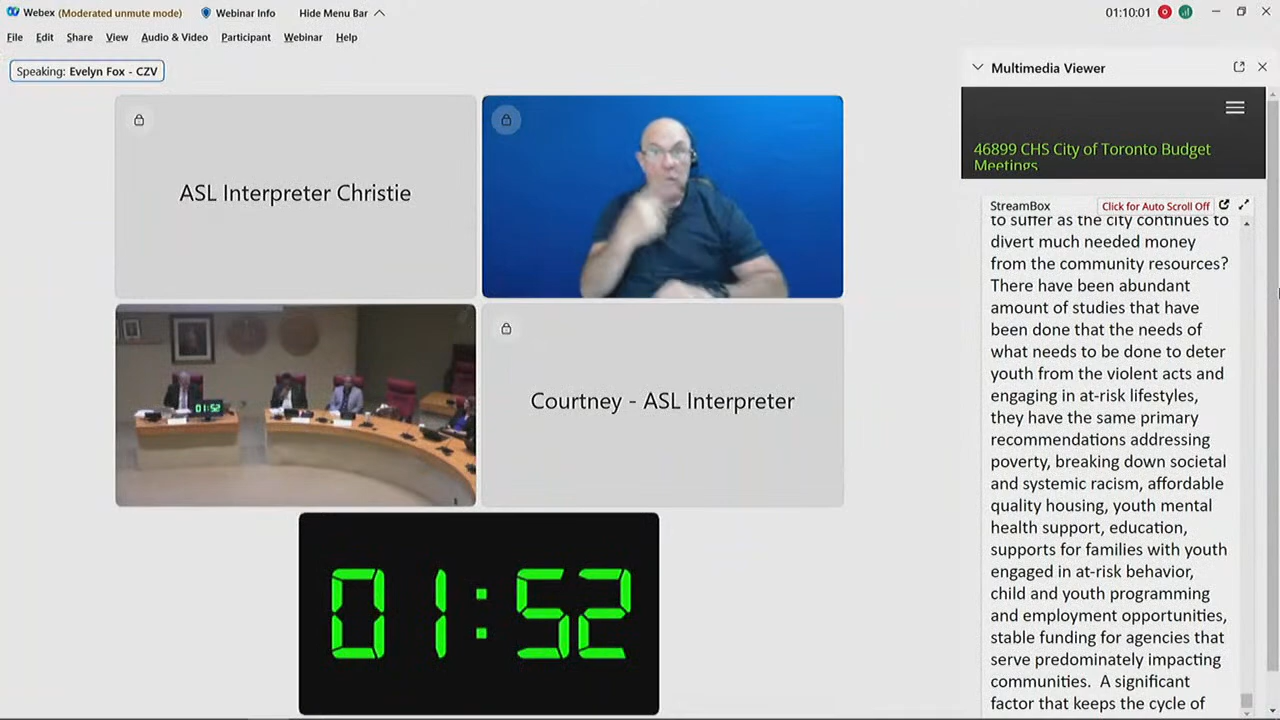 Webex (Moderated unmute mode) Webinar Info Hide Menu Bar 01:10:01
File Edit Share View Audio & Video Participant Webinar Help
Speaking: Evelyn Fox - CZV
Multimedia Viewer
ASL Interpreter Christie
01:52
Courtney - ASL Interpreter
01:52
46899 CHS City of Toronto Budget
Meetings
StreamBox Click for Auto Scroll Off
to suffer as the city continues to
divert much needed money
from the community resources?
There have been abundant
amount of studies that have
been done that the needs of
what needs to be done to deter
youth from the violent acts and
engaging in at-risk lifestyles,
they have the same primary
recommendations addressing
poverty, breaking down societal
and systemic racism, affordable
quality housing, youth mental
health support, education,
supports for families with youth
engaged in at-risk behavior,
child and youth programming
and employment opportunities,
stable funding for agencies that
serve predominately impacting
communities. A significant
factor that keeps the cycle of